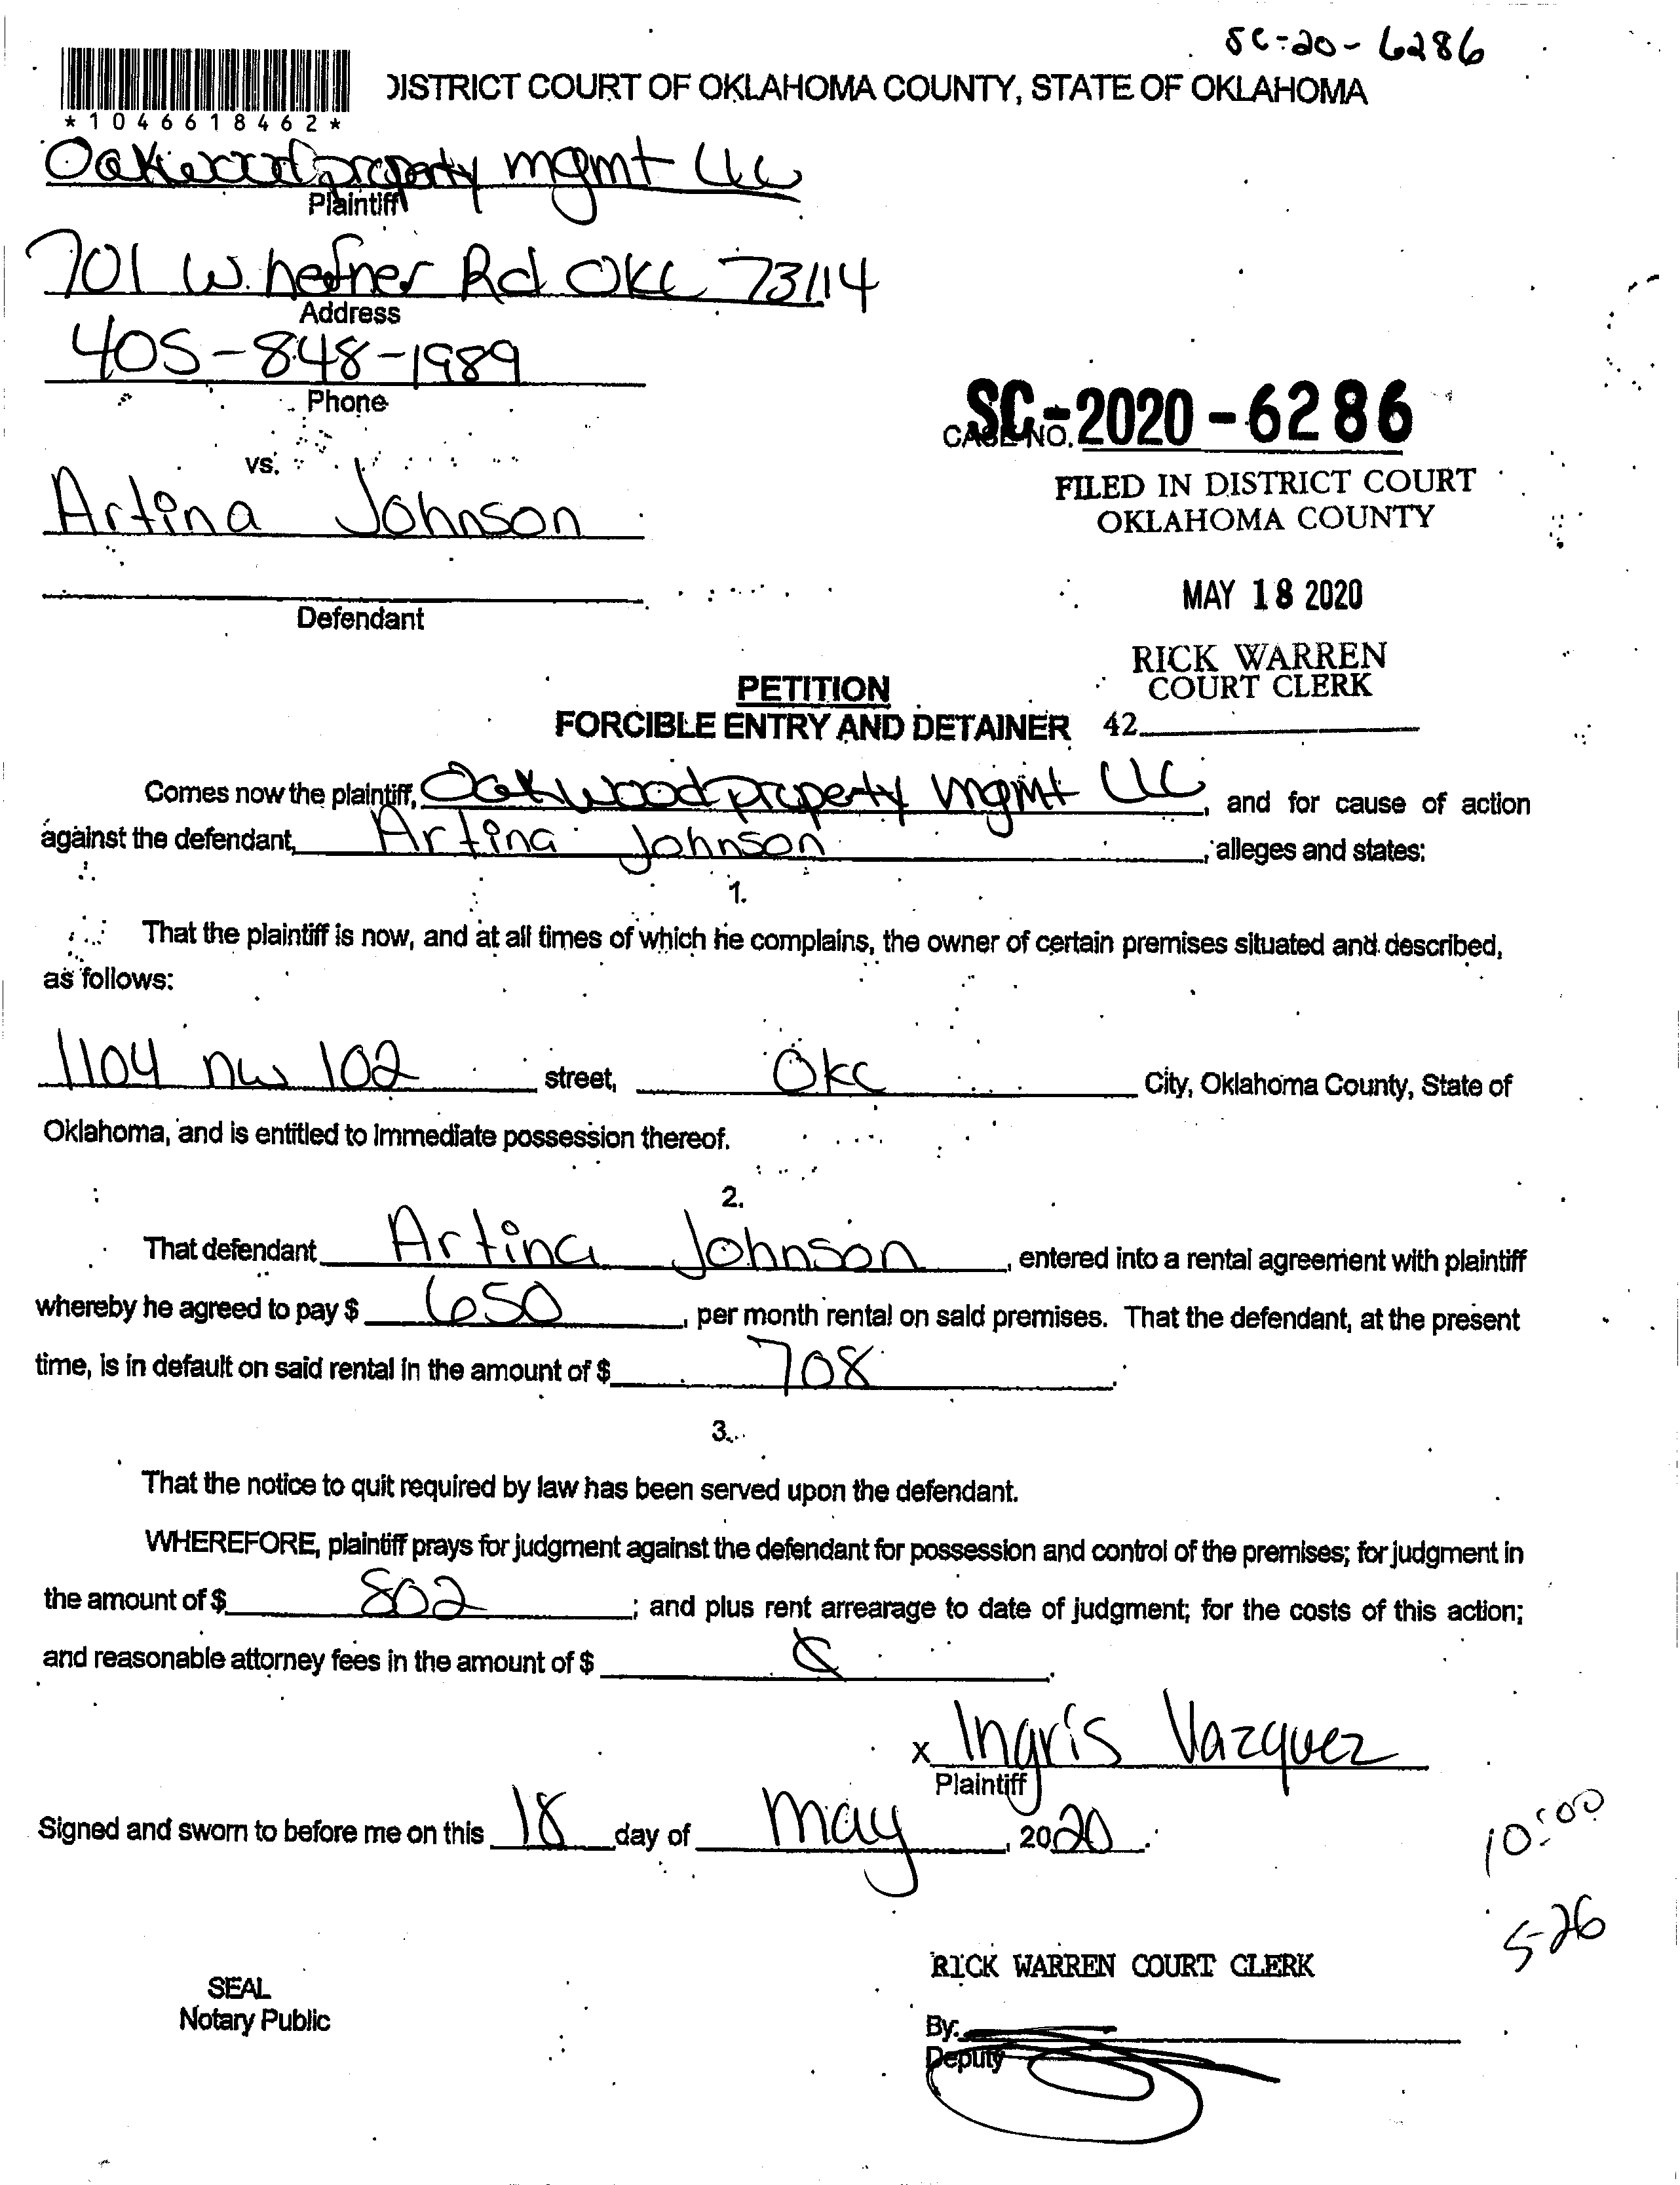 SC-20-6286
DISTRICT COURT OF OKLAHOMA COUNTY, STATE OF OKLAHOMA
*1046618462*
Oakwood property mgmt LLC
Plaintiff
701 W. hefner Rd OKC 73114
Address
405-848-1989
Phone
SC-2020-6286
CASE NO.
vs.
FILED IN DISTRICT COURT
OKLAHOMA COUNTY
Artina Johnson
MAY 18 2020
Defendant
RICK WARREN
COURT CLERK
PETITION
FORCIBLE ENTRY AND DETAINER
42
Comes now the plaintiff, Oakwood property mgmt LLC, and for cause of action
against the defendant, Artina Johnson, alleges and states:
1.
That the plaintiff is now, and at all times of which he complains, the owner of certain premises situated and described,
as follows:
1104 nw 102 street, Okc City, Oklahoma County, State of
Oklahoma, and is entitled to immediate possession thereof.
2.
That defendant Artina Johnson, entered into a rental agreement with plaintiff
whereby he agreed to pay $ 650, per month rental on said premises. That the defendant, at the present
time, is in default on said rental in the amount of $ 708.
3.
That the notice to quit required by law has been served upon the defendant.
WHEREFORE, plaintiff prays for judgment against the defendant for possession and control of the premises; for judgment in
the amount of $ 802; and plus rent arrearage to date of judgment; for the costs of this action;
and reasonable attorney fees in the amount of $
x Ingris Vazquez
Plaintiff
Signed and sworn to before me on this 18 day of May, 2020.
10:00
5-26
RICK WARREN COURT CLERK
SEAL
Notary Public
By:
Deputy